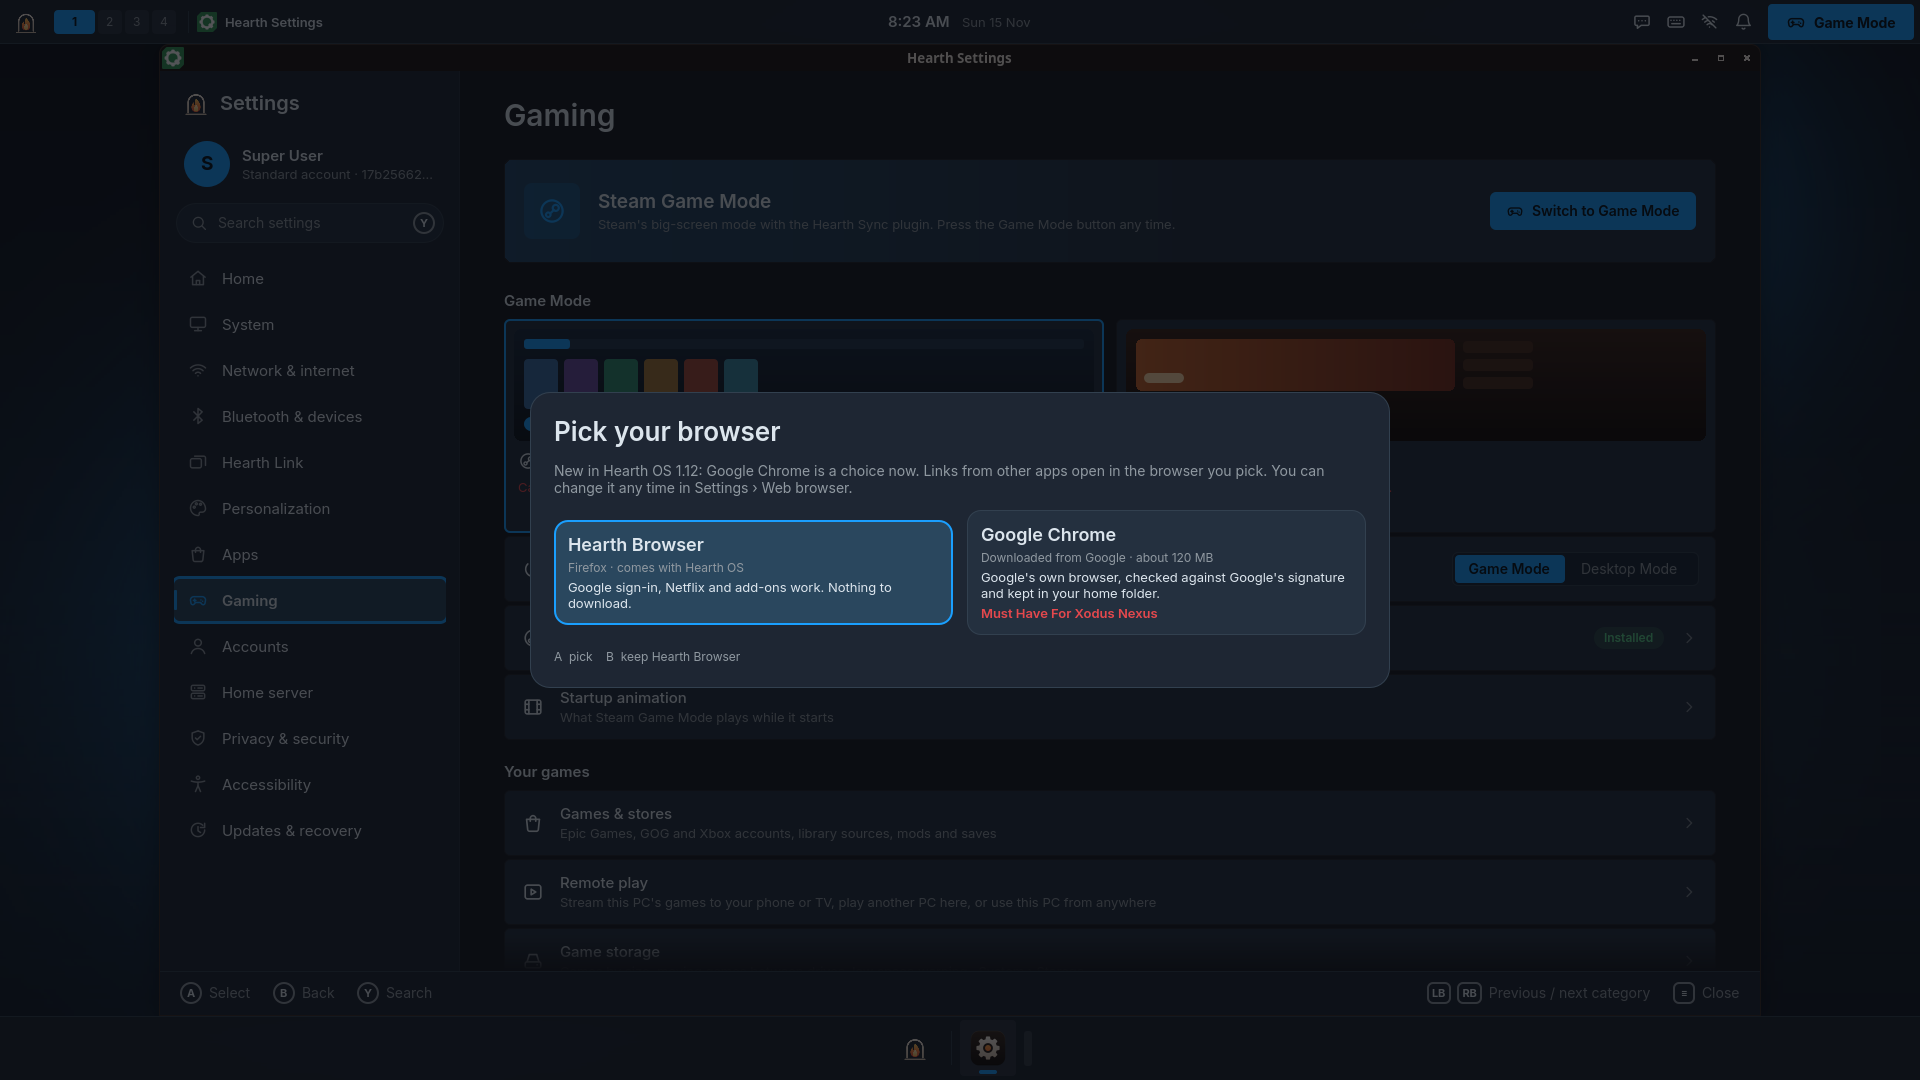 1 2 3 4 Hearth Settings
8:23 AM Sun 15 Nov
Game Mode
Hearth Settings
Settings
S
Super User
Standard account · 17b25662...
Search settings Y
Home
System
Network & internet
Bluetooth & devices
Hearth Link
Personalization
Apps
Gaming
Accounts
Home server
Privacy & security
Accessibility
Updates & recovery
Gaming
Steam Game Mode
Steam's big-screen mode with the Hearth Sync plugin. Press the Game Mode button any time.
Switch to Game Mode
Game Mode
Pick your browser
New in Hearth OS 1.12: Google Chrome is a choice now. Links from other apps open in the browser you pick. You can
change it any time in Settings › Web browser.
Hearth Browser
Firefox · comes with Hearth OS
Google sign-in, Netflix and add-ons work. Nothing to
download.
Google Chrome
Downloaded from Google · about 120 MB
Google's own browser, checked against Google's signature
and kept in your home folder.
Must Have For Xodus Nexus
A pick B keep Hearth Browser
Game Mode Desktop Mode
Installed
Startup animation
What Steam Game Mode plays while it starts
Your games
Games & stores
Epic Games, GOG and Xbox accounts, library sources, mods and saves
Remote play
Stream this PC's games to your phone or TV, play another PC here, or use this PC from anywhere
Game storage
A Select B Back Y Search
LB RB Previous / next category Close